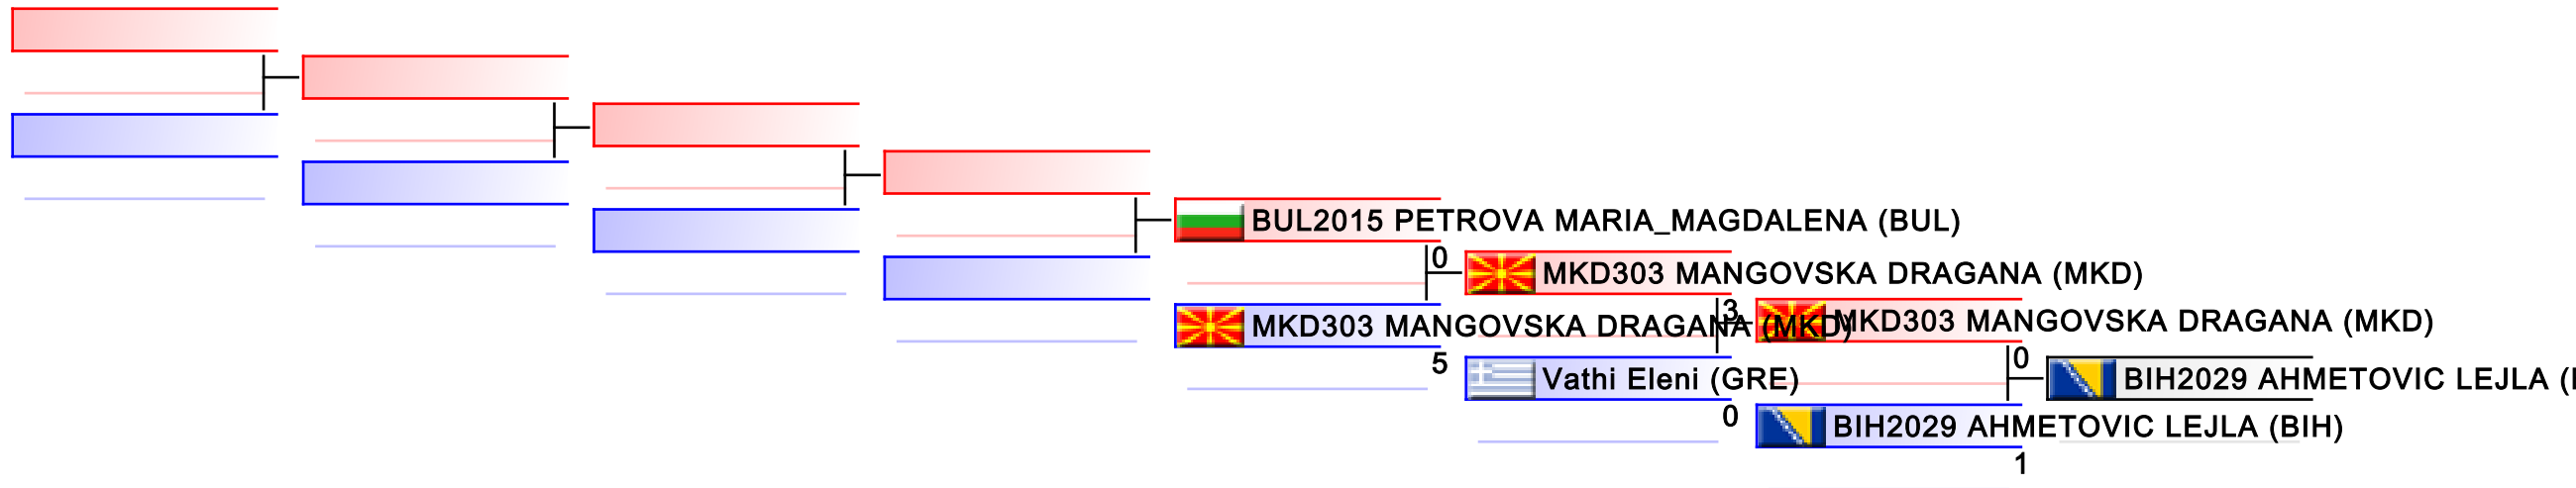 BUL2015 PETROVA MARIA_MAGDALENA (BUL)
0
MKD303 MANGOVSKA DRAGANA (MKD)
MKD303 MANGOVSKA DRAGANA (MKD)
5
3
MKD303 MANGOVSKA DRAGANA (MKD)
Vathi Eleni (GRE)
0
0
BIH2029 AHMETOVIC LEJLA (
BIH2029 AHMETOVIC LEJLA (BIH)
1